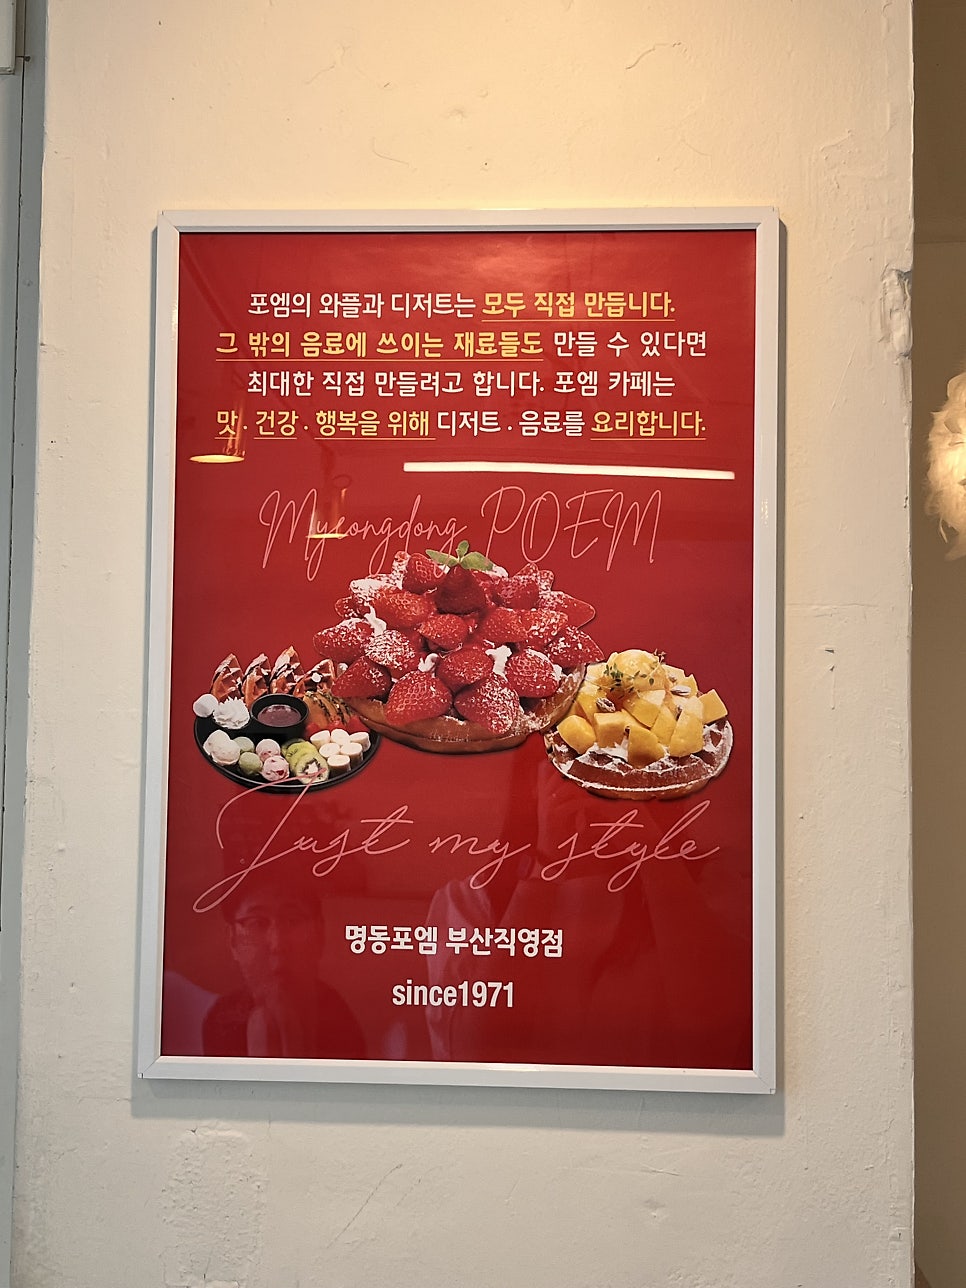 포엠의 와플과 디저트는 모두 직접 만듭니다.
그 밖의 음료에 쓰이는 재료들도 만들 수 있다면
최대한 직접 만들려고 합니다. 포엠 카페는
맛 · 건강 · 행복을 위해 디저트 · 음료를 요리합니다.
Myeongdong POEM
Just my style
명동포엠 부산직영점
since1971